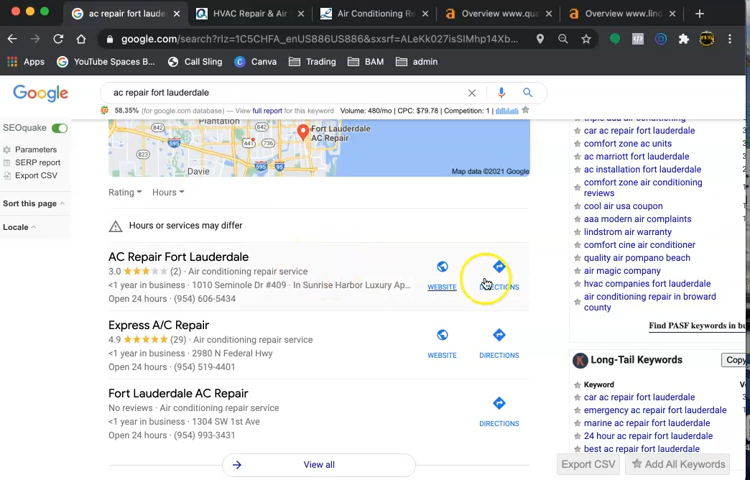 ac repair fort lauderd
HVAC Repair & Ai
Air Conditioning Re
Overview www.qua
Overview www.linc
google.com/search?rlz=1C5CHFA_enUS886US886&sxsrf=ALeKk027isSIMhp14Xb...
Apps
YouTube Spaces B...
Call Sling
Canva
Trading
BAM
admin
Google
ac repair fort lauderdale
58.35% (for google.com database) View full report for this keyword Volume: 480/mo | CPC: $79.78 | Competition: 1
SEOquake
Parameters
SERP report
Export CSV
Sort this page
Locale
Plantation
441
736
Davie
Fort Lauderdale
AC Repair
Map data ©2021 Google
Rating
Hours
Hours or services may differ
AC Repair Fort Lauderdale
3.0 (2) · Air conditioning repair service
<1 year in business · 1010 Seminole Dr #409 · In Sunrise Harbor Luxury Ap...
Open 24 hours · (954) 606-5434
WEBSITE
DIRECTIONS
Express A/C Repair
4.9 (29) · Air conditioning repair service
<1 year in business · 2980 N Federal Hwy
(954) 519-4401
WEBSITE
DIRECTIONS
Fort Lauderdale AC Repair
No reviews · Air conditioning repair service
<1 year in business · 1304 SW 1st Ave
Open 24 hours · (954) 993-3431
DIRECTIONS
View all
triple aaa air conditioning
car ac repair fort lauderdale
comfort zone ac units
ac marriott fort lauderdale
ac installation fort lauderdale
comfort zone air conditioning
reviews
cool air usa coupon
aaa modern air complaints
lindstrom air warranty
comfort cine air conditioner
quality air pompano beach
air magic company
hvac companies fort lauderdale
air conditioning repair in broward
county
Find PASF keywords in bu
Long-Tail Keywords
Copy
Keyword
car ac repair fort lauderdale
emergency ac repair fort lauderdale
marine ac repair fort lauderdale
24 hour ac repair fort lauderdale
best ac repair fort lauderdale
Export CSV
Add All Keywords